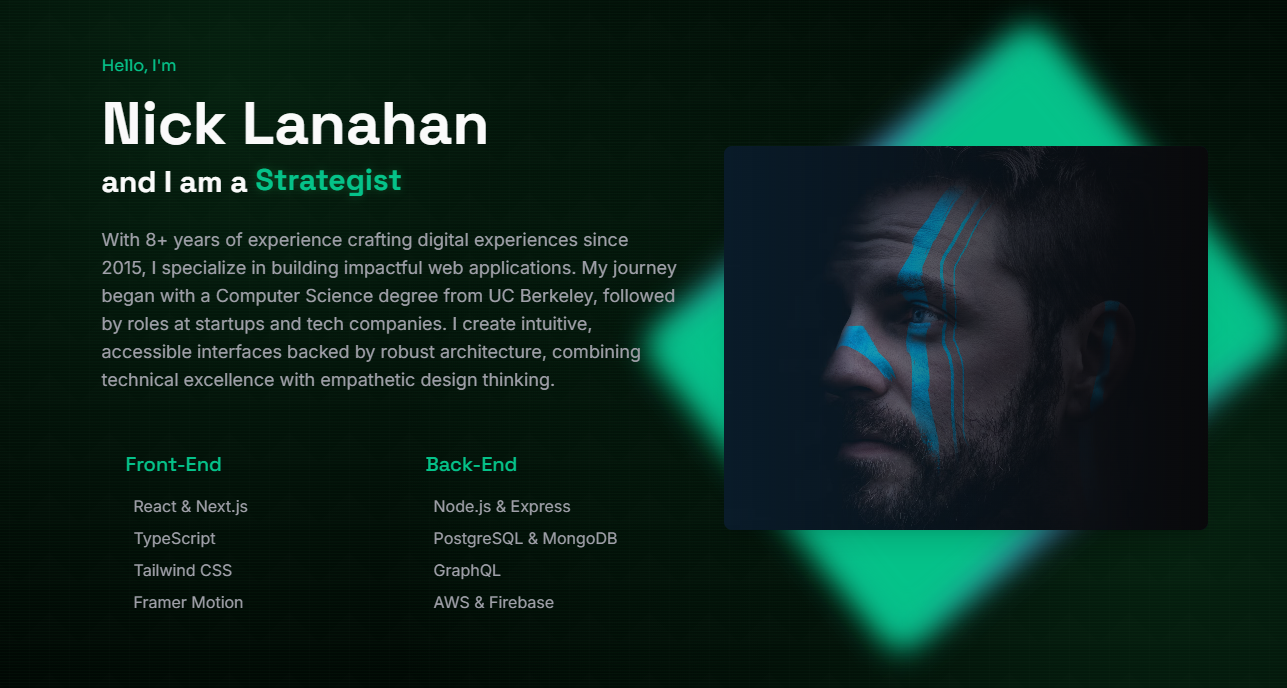 Hello, I'm
Nick Lanahan
and I am a Strategist
With 8+ years of experience crafting digital experiences since
2015, I specialize in building impactful web applications. My journey
began with a Computer Science degree from UC Berkeley, followed
by roles at startups and tech companies. I create intuitive,
accessible interfaces backed by robust architecture, combining
technical excellence with empathetic design thinking.
Front-End
React & Next.js
TypeScript
Tailwind CSS
Framer Motion
Back-End
Node.js & Express
PostgreSQL & MongoDB
GraphQL
AWS & Firebase